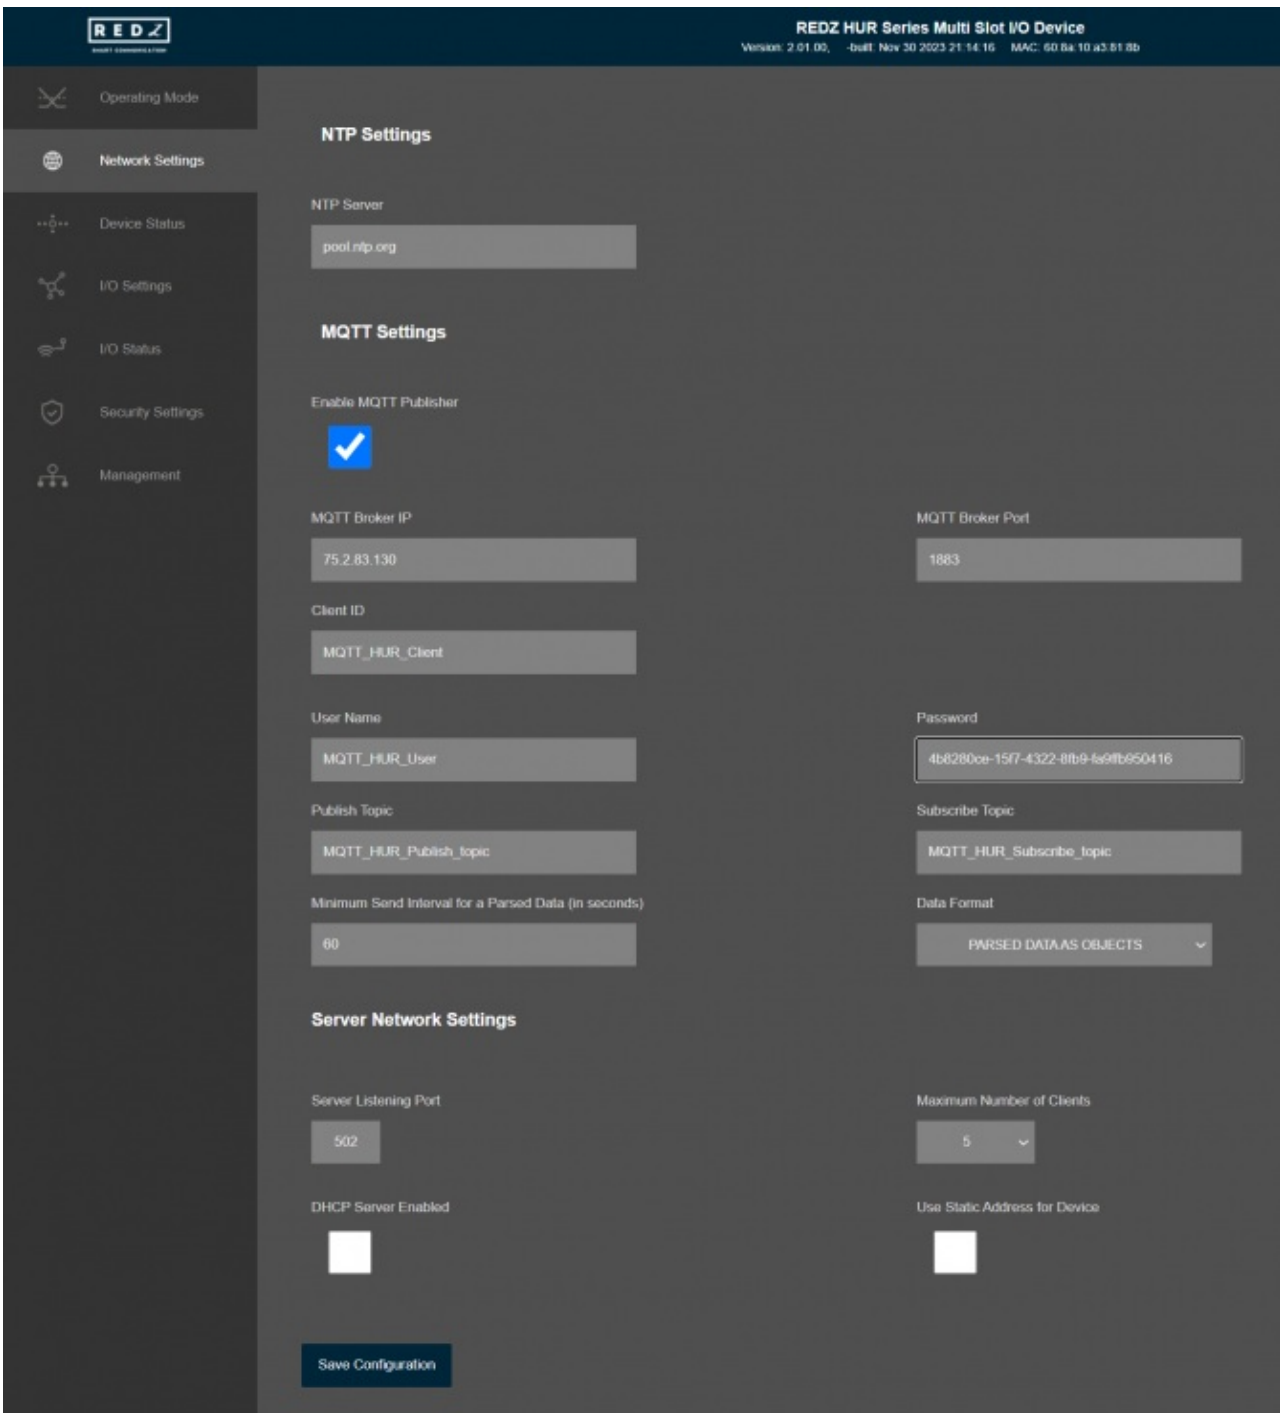 REDZ
SMART COMMUNICATION
REDZ HUR Series Multi Slot I/O Device
Version: 2.01.00, -built: Nov 30 2023 21:14:16 MAC: 60:8a:10:a3:81:8b
Operating Mode
Network Settings
Device Status
I/O Settings
I/O Status
Security Settings
Management
NTP Settings
NTP Server
pool.ntp.org
MQTT Settings
Enable MQTT Publisher
MQTT Broker IP MQTT Broker Port
75.2.83.130 1883
Client ID
MQTT_HUR_Client
User Name Password
MQTT_HUR_User 4b8280ce-15f7-4322-8fb9-fa9ffb950416
Publish Topic Subscribe Topic
MQTT_HUR_Publish_topic MQTT_HUR_Subscribe_topic
Minimum Send Interval for a Parsed Data (in seconds) Data Format
60 PARSED DATA AS OBJECTS
Server Network Settings
Server Listening Port Maximum Number of Clients
502 5
DHCP Server Enabled Use Static Address for Device
Save Configuration